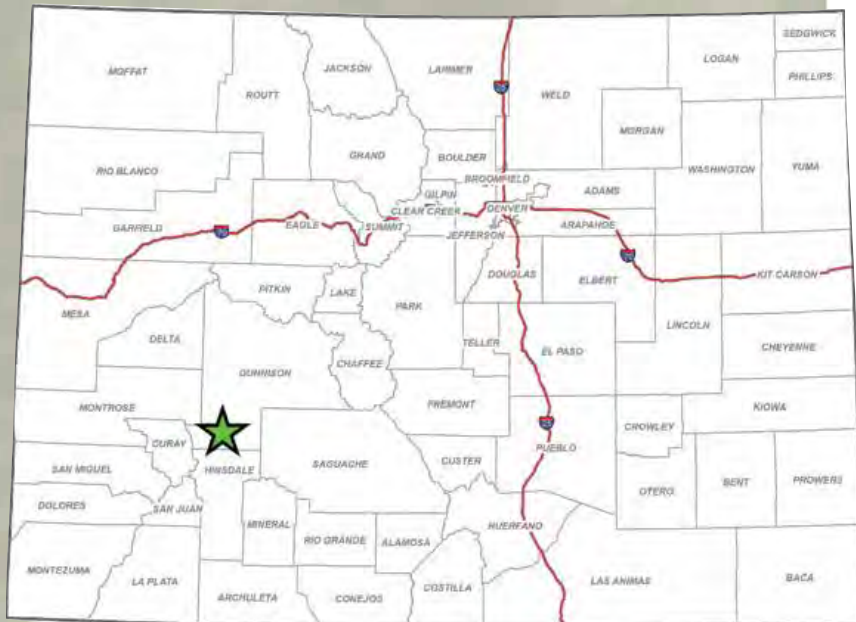 SEDGWICK
MOFFAT
JACKSON
LARIMER
LOGAN
PHILLIPS
ROUTT
WELD
MORGAN
GRAND
BOULDER
RIO BLANCO
WASHINGTON
YUMA
BROOMFIELD
GILPIN
ADAMS
CLEAR CREEK
DENVER
GARFIELD
EAGLE
SUMMIT
ARAPAHOE
JEFFERSON
DOUGLAS
PITKIN
LAKE
ELBERT
KIT CARSON
PARK
MESA
LINCOLN
DELTA
TELLER
EL PASO
CHEYENNE
CHAFFEE
GUNNISON
MONTROSE
FREMONT
KIOWA
CROWLEY
OURAY
PUEBLO
SAN MIGUEL
HINSDALE
SAGUACHE
CUSTER
BENT
PROWERS
OTERO
DOLORES
SAN JUAN
MINERAL
HUERFANO
RIO GRANDE
ALAMOSA
MONTEZUMA
LA PLATA
LAS ANIMAS
BACA
COSTILLA
ARCHULETA
CONEJOS